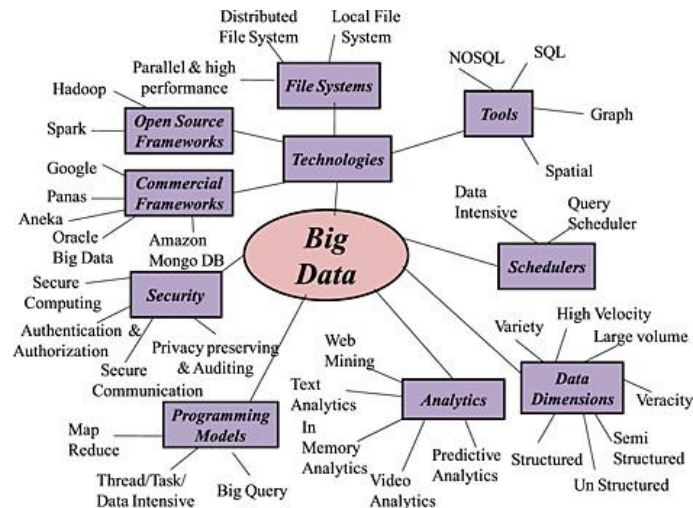 Distributed
File System
Local File
System
Parallel & high
performance
File Systems
NOSQL
SQL
Tools
Graph
Spatial
Hadoop
Open Source
Frameworks
Spark
Technologies
Google
Commercial
Frameworks
Panas
Aneka
Oracle
Big Data
Amazon
Mongo DB
Data
Intensive
Query
Scheduler
Schedulers
Big
Data
Secure
Computing
Security
Authentication &
Authorization
Privacy preserving
& Auditing
Secure
Communication
High Velocity
Variety
Large volume
Data
Dimensions
Veracity
Semi
Structured
Structured
Un Structured
Web
Mining
Text
Analytics
Analytics
In
Memory
Analytics
Video
Analytics
Predictive
Analytics
Programming
Models
Map
Reduce
Thread/Task/
Data Intensive
Big Query